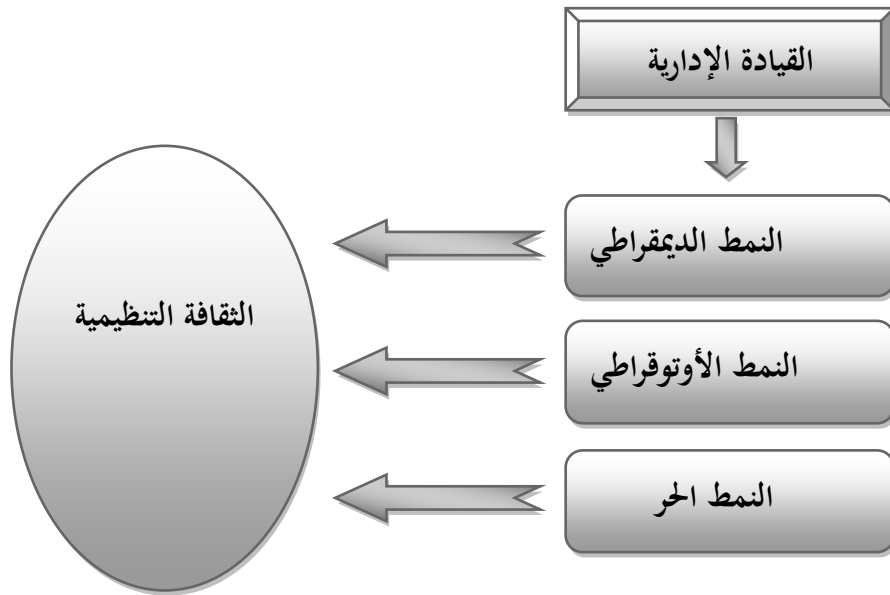 القيادة الإدارية
النمط الديمقراطي
الثقافة التنظيمية
النمط الأوتوقراطي
النمط الحر